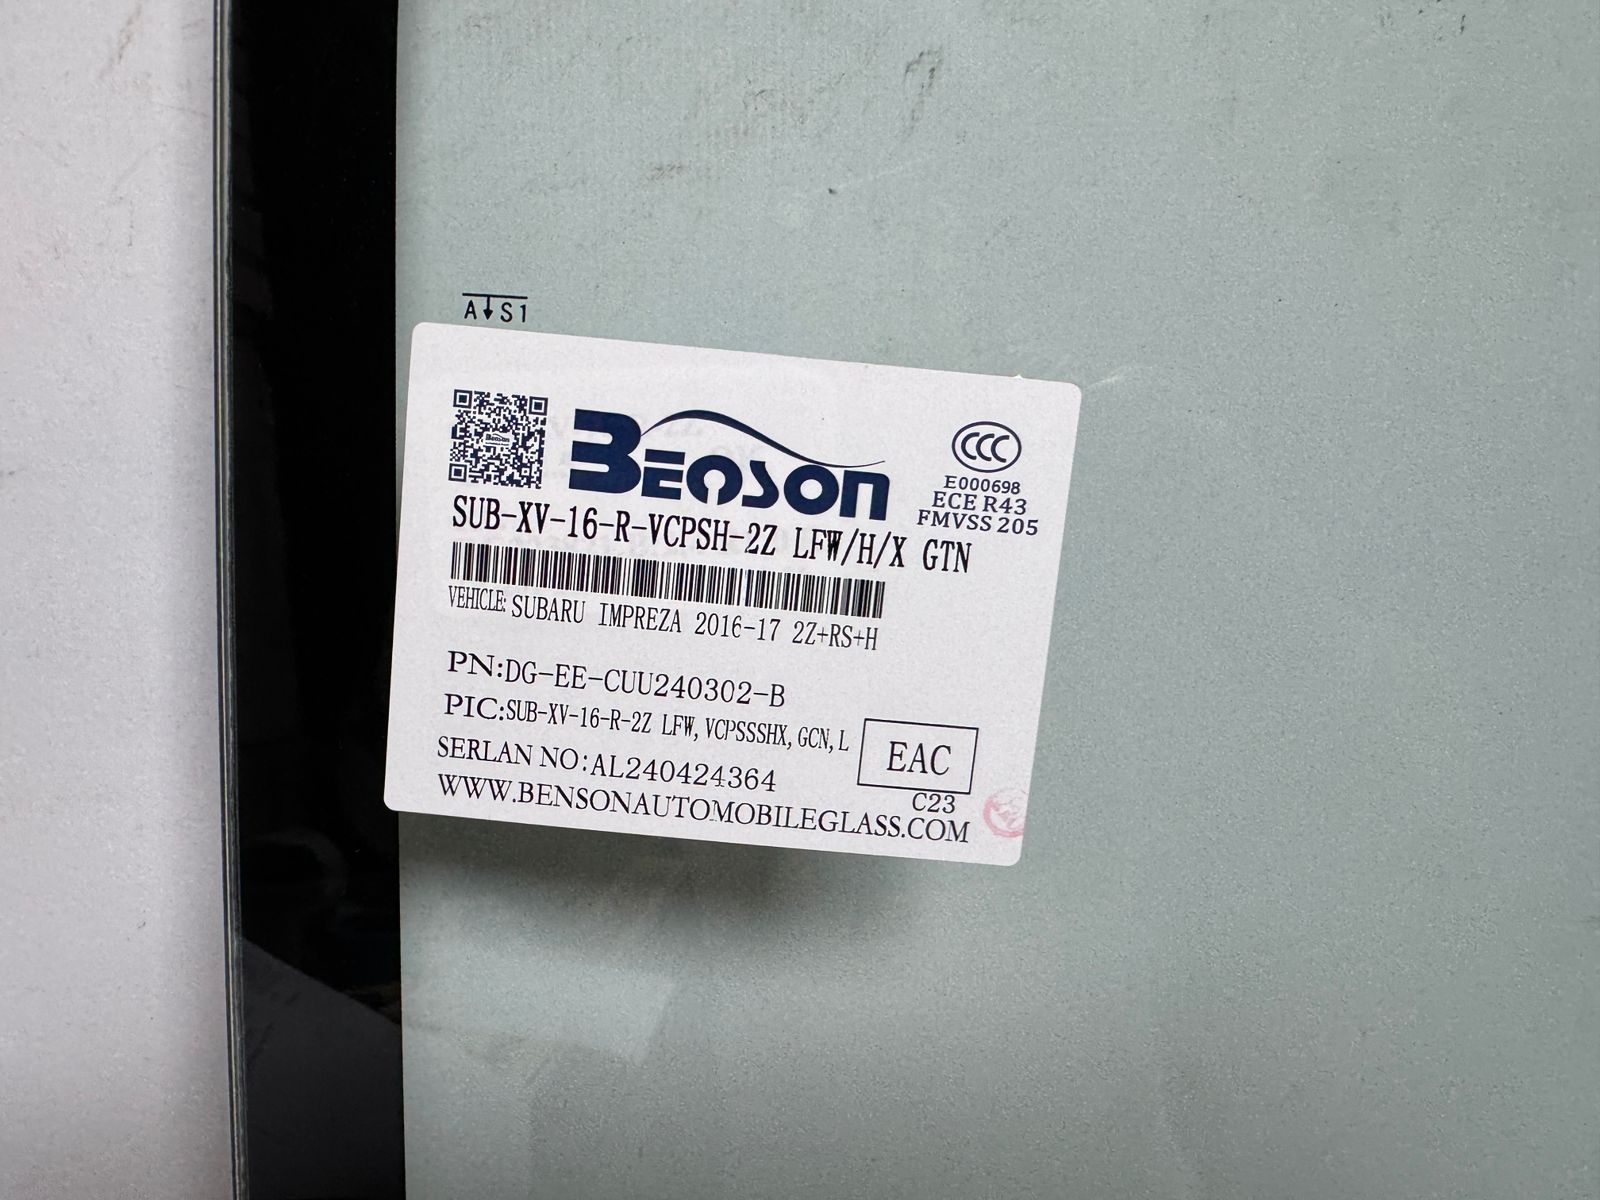 A↓S1
BENSON
CCC
E000698
ECE R43
FMVSS 205
SUB-XV-16-R-VCPSH-2Z LFW/H/X GTN
VEHICLE: SUBARU IMPREZA 2016-17 2Z+RS+H
PN:DG-EE-CUU240302-B
PIC:SUB-XV-16-R-2Z LFW, VCPSSSHX, GCN, L
EAC
SERLAN NO:AL240424364
C23
WWW.BENSONAUTOMOBILEGLASS.COM